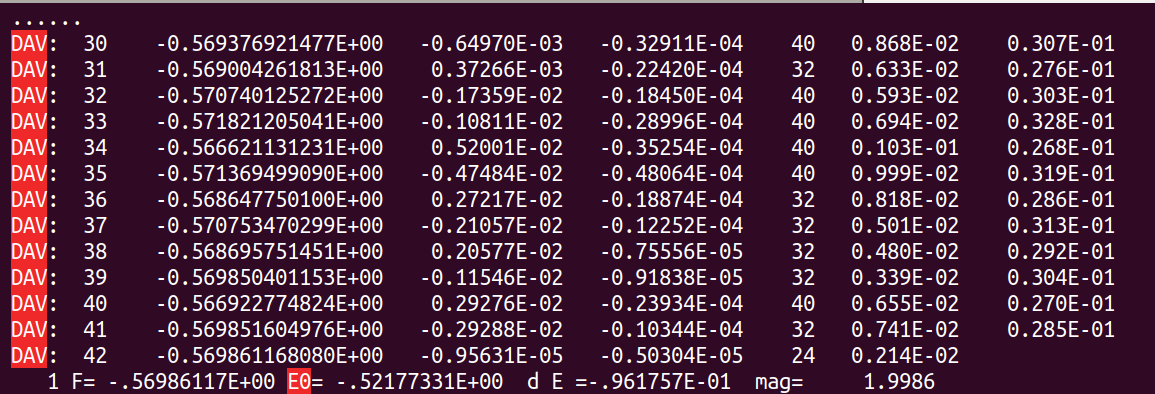 ......
DAV:  30    -0.569376921477E+00   -0.64970E-03   -0.32911E-04    40   0.868E-02    0.307E-01
DAV:  31    -0.569004261813E+00    0.37266E-03   -0.22420E-04    32   0.633E-02    0.276E-01
DAV:  32    -0.570740125272E+00   -0.17359E-02   -0.18450E-04    40   0.593E-02    0.303E-01
DAV:  33    -0.571821205041E+00   -0.10811E-02   -0.28996E-04    40   0.694E-02    0.328E-01
DAV:  34    -0.566621131231E+00    0.52001E-02   -0.35254E-04    40   0.103E-01    0.268E-01
DAV:  35    -0.571369499090E+00   -0.47484E-02   -0.48064E-04    40   0.999E-02    0.319E-01
DAV:  36    -0.568647750100E+00    0.27217E-02   -0.18874E-04    32   0.818E-02    0.286E-01
DAV:  37    -0.570753470299E+00   -0.21057E-02   -0.12252E-04    32   0.501E-02    0.313E-01
DAV:  38    -0.568695751451E+00    0.20577E-02   -0.75556E-05    32   0.480E-02    0.292E-01
DAV:  39    -0.569850401153E+00   -0.11546E-02   -0.91838E-05    32   0.339E-02    0.304E-01
DAV:  40    -0.566922774824E+00    0.29276E-02   -0.23934E-04    40   0.655E-02    0.270E-01
DAV:  41    -0.569851604976E+00   -0.29288E-02   -0.10344E-04    32   0.741E-02    0.285E-01
DAV:  42    -0.569861168080E+00   -0.95631E-05   -0.50304E-05    24   0.214E-02
   1 F= -.56986117E+00 E0= -.52177331E+00  d E =-.961757E-01  mag=     1.9986